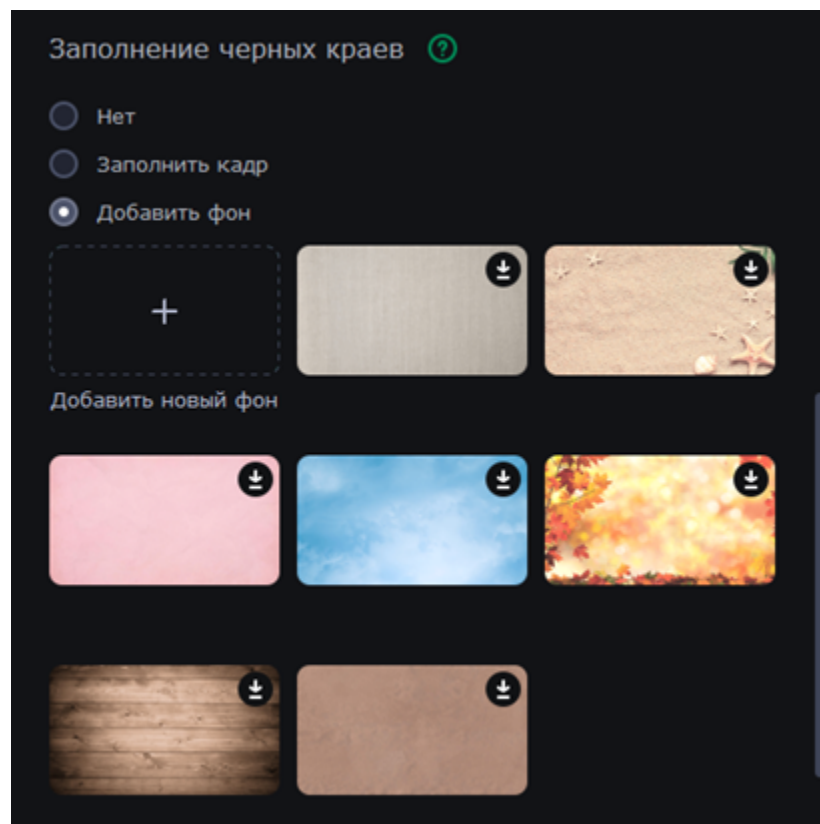 Заполнение черных краев ?
Нет
Заполнить кадр
Добавить фон
+
Добавить новый фон